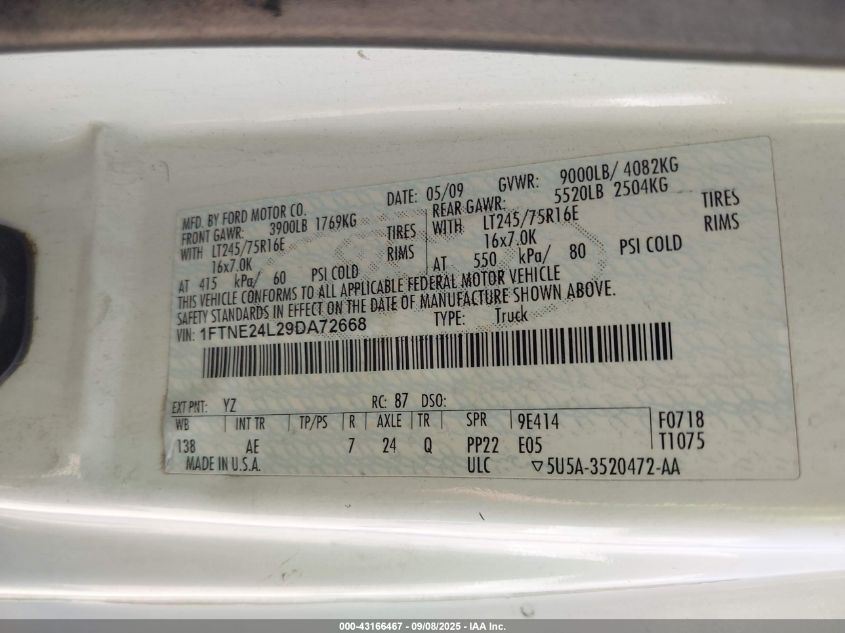 MFD. BY FORD MOTOR CO. DATE: 05/09 GVWR: 9000LB/ 4082KG
FRONT GAWR: 3900LB 1769KG REAR GAWR: 5520LB 2504KG
WITH LT245/75R16E TIRES WITH LT245/75R16E TIRES
16x7.0K RIMS 16x7.0K RIMS
AT 415 kPa/ 60 PSI COLD AT 550 kPa/ 80 PSI COLD
THIS VEHICLE CONFORMS TO ALL APPLICABLE FEDERAL MOTOR VEHICLE
SAFETY STANDARDS IN EFFECT ON THE DATE OF MANUFACTURE SHOWN ABOVE.
VIN: 1FTNE24L29DA72668 TYPE: Truck
EXT PNT: YZ RC: 87 DSO:
WB INT TR TP/PS R AXLE TR SPR 9E414 F0718
138 AE 7 24 Q PP22 E05 T1075
MADE IN U.S.A. ULC ▽5U5A-3520472-AA
000-43166467 - 09/08/2025 - IAA Inc.